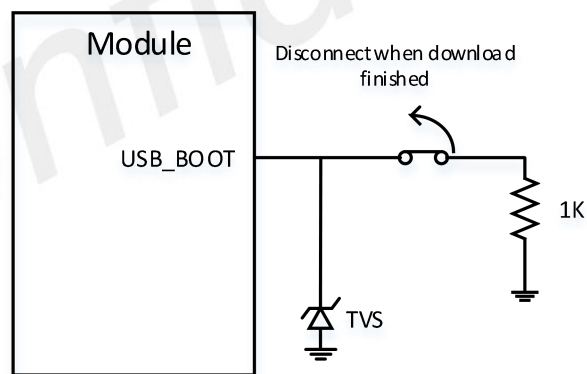 Module
Disconnect when download
finished
USB_BOOT
1K
TVS